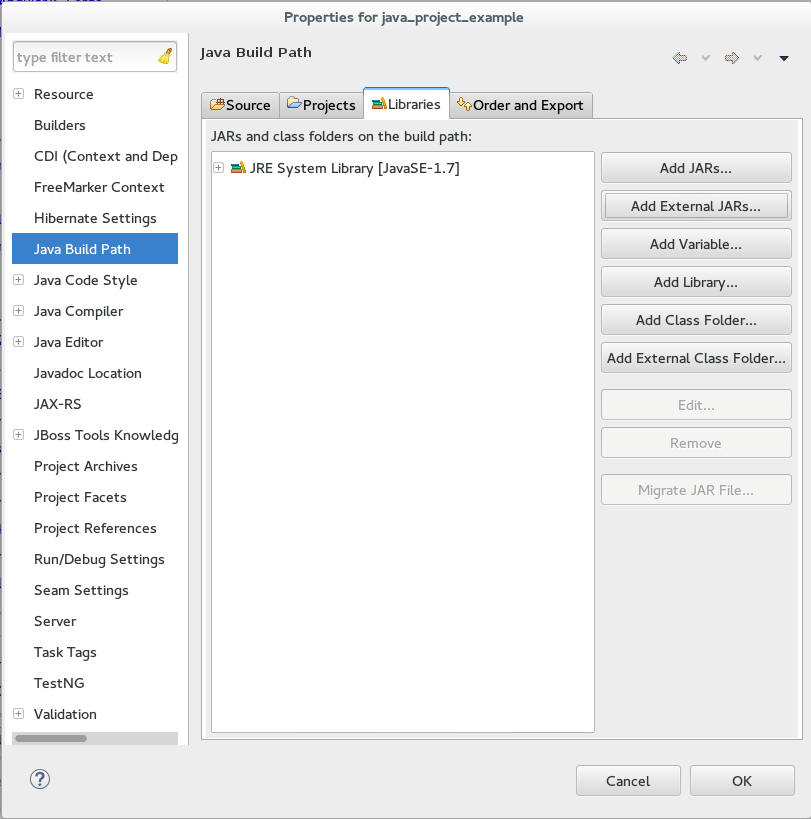 Properties for java_project_example
type filter text
Resource
Builders
CDI (Context and Dep
FreeMarker Context
Hibernate Settings
Java Build Path
Java Code Style
Java Compiler
Java Editor
Javadoc Location
JAX-RS
JBoss Tools Knowledg
Project Archives
Project Facets
Project References
Run/Debug Settings
Seam Settings
Server
Task Tags
TestNG
Validation
Java Build Path
Source Projects Libraries Order and Export
JARs and class folders on the build path:
JRE System Library [JavaSE-1.7]
Add JARs...
Add External JARs...
Add Variable...
Add Library...
Add Class Folder...
Add External Class Folder...
Edit...
Remove
Migrate JAR File...
?
Cancel OK